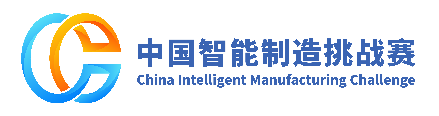 中国智能制造挑战赛
China Intelligent Manufacturing Challenge